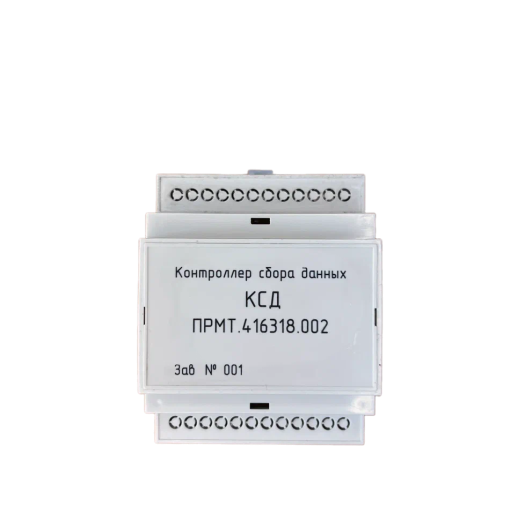 Контроллер сбора данных
КСД
ПРМТ.416318.002
Зав № 001